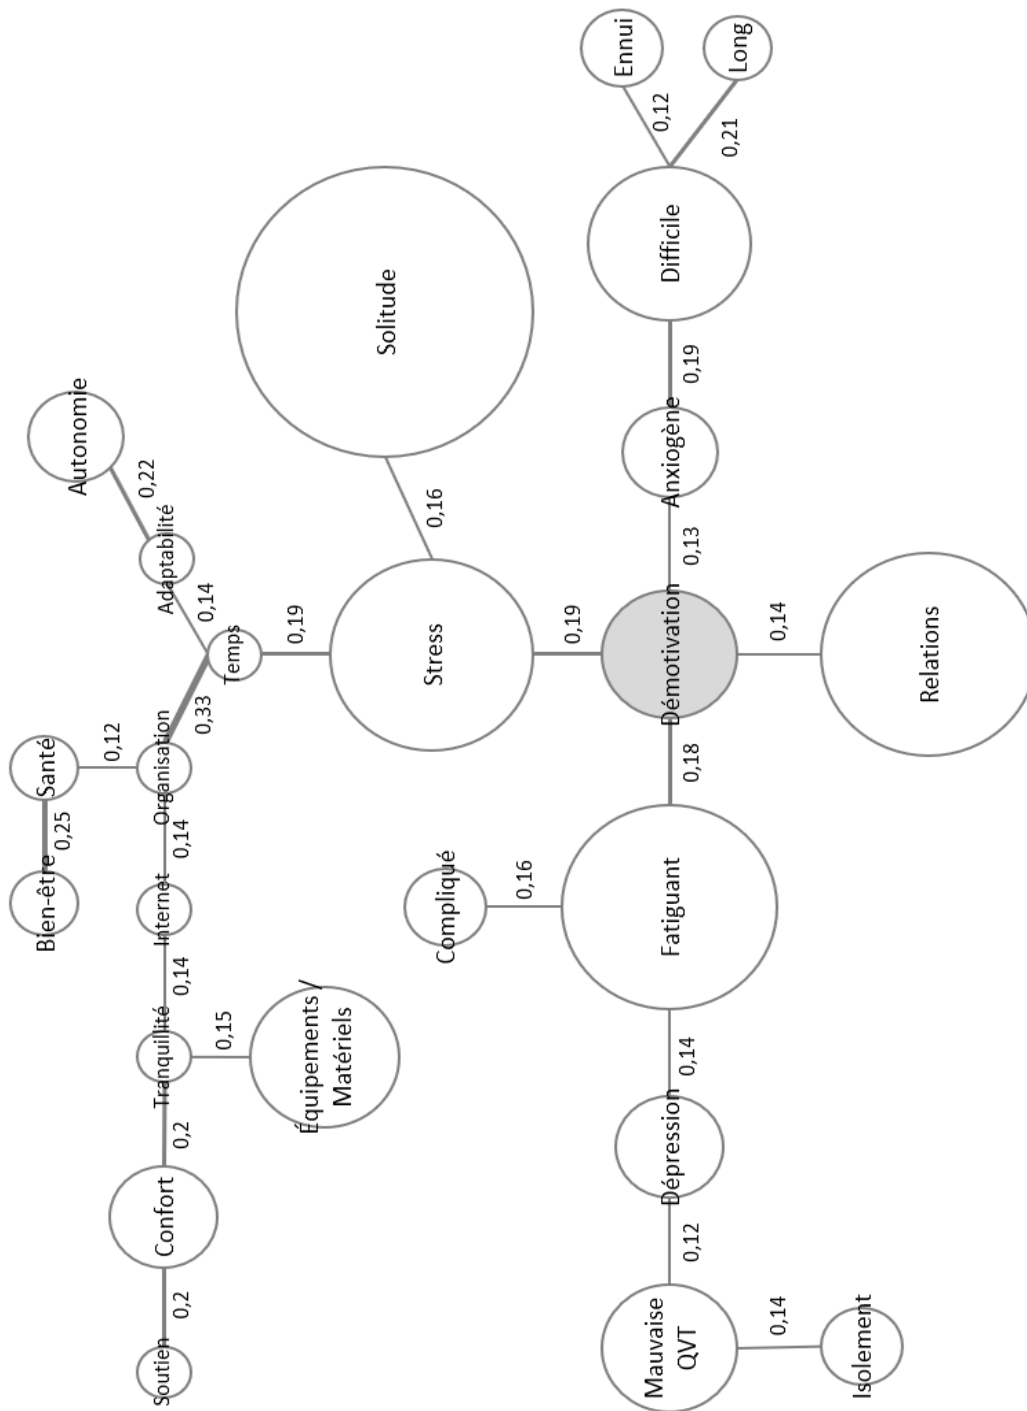 Bien-être
Santé
0,25
Autonomie
0,12
0,22
Soutien
Confort
Tranquillité
Internet
Organisation
Adaptabilité
0,2
0,2
0,14
0,14
0,33
0,14
0,15
Temps
0,19
Équipements /
Matériels
Solitude
Stress
0,16
Compliqué
0,16
0,19
Ennui
0,12
Mauvaise
QVT
Dépression
Fatiguant
Démotivation
Anxiogène
Difficile
0,12
0,14
0,18
0,13
0,19
0,21
Long
0,14
0,14
Isolement
Relations